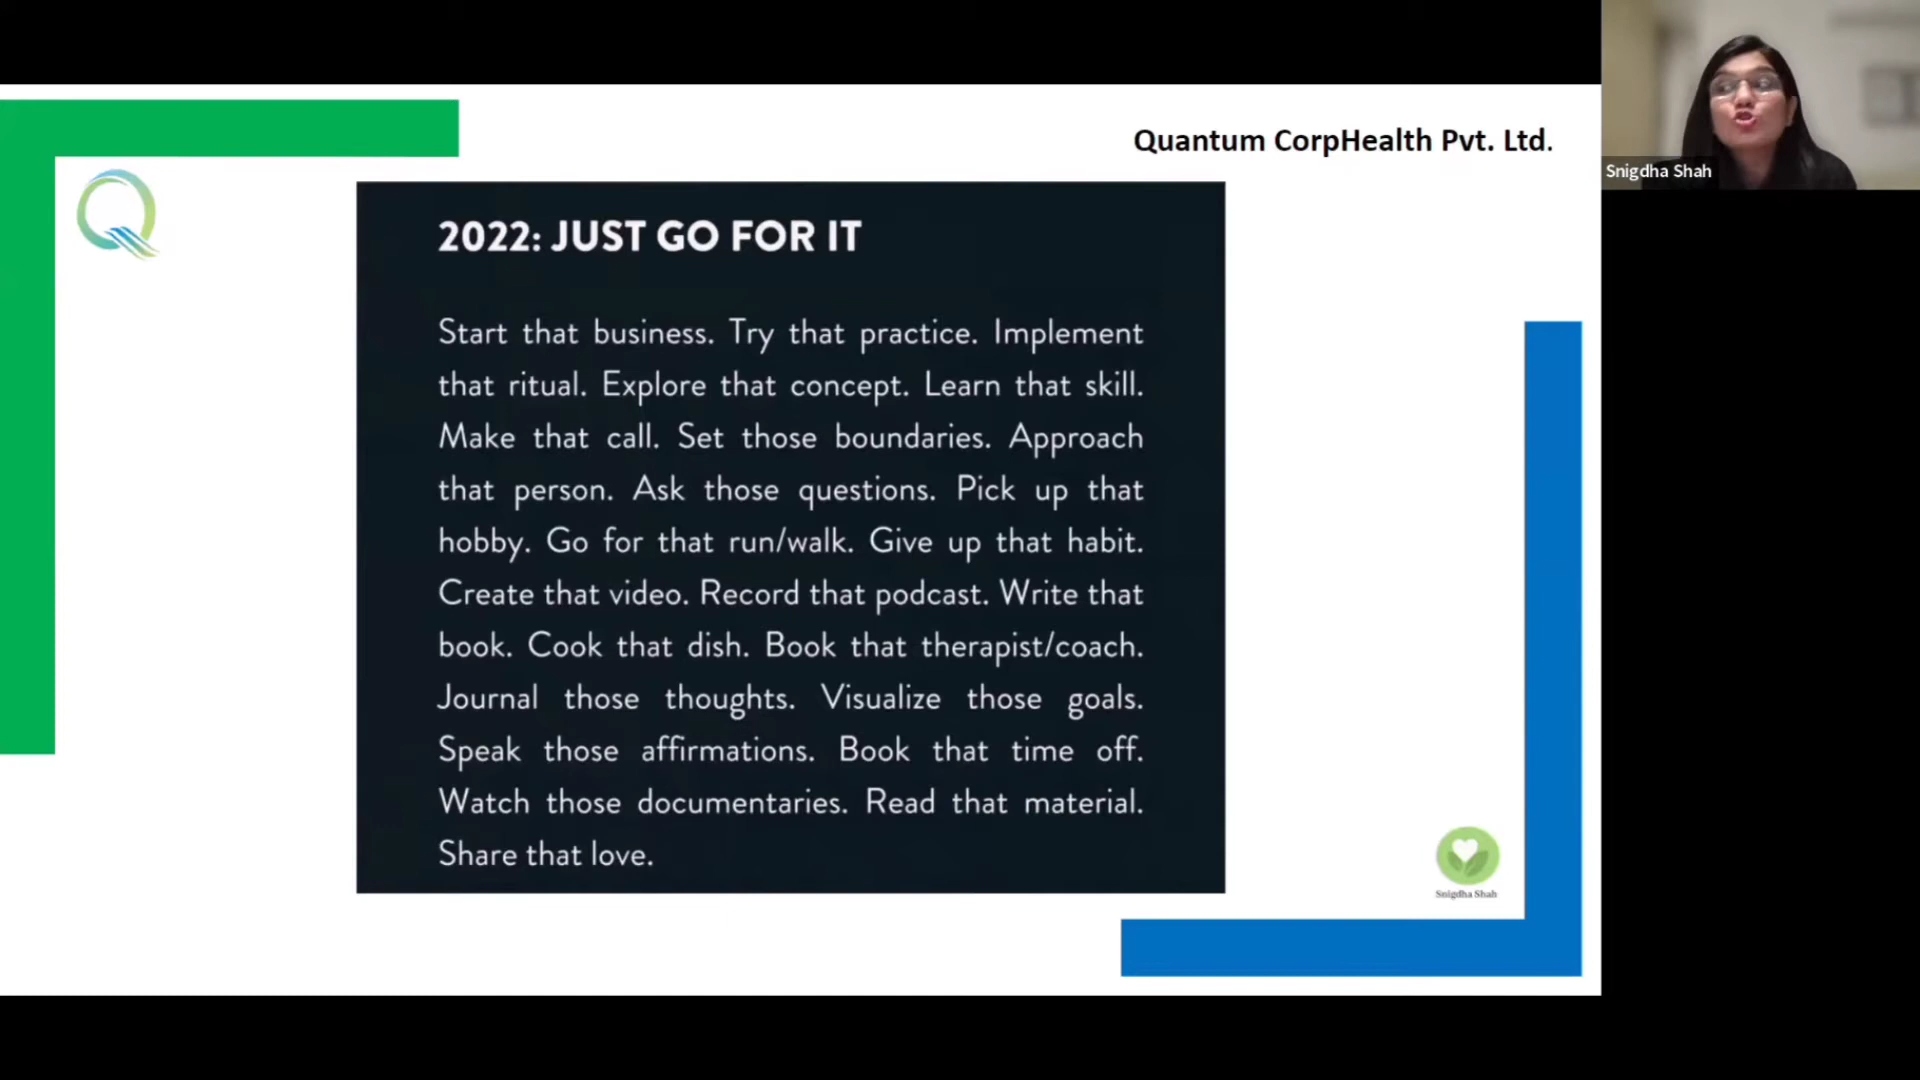 Quantum CorpHealth Pvt. Ltd.
Snigdha Shah
2022: JUST GO FOR IT
Start that business. Try that practice. Implement
that ritual. Explore that concept. Learn that skill.
Make that call. Set those boundaries. Approach
that person. Ask those questions. Pick up that
hobby. Go for that run/walk. Give up that habit.
Create that video. Record that podcast. Write that
book. Cook that dish. Book that therapist/coach.
Journal those thoughts. Visualize those goals.
Speak those affirmations. Book that time off.
Watch those documentaries. Read that material.
Share that love.
Snigdha Shah